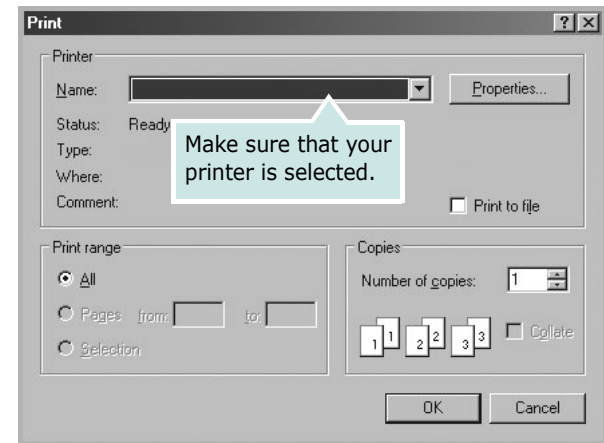 Print
Printer
Name:
Properties...
Status: Ready
Type:
Where:
Comment:
Make sure that your
printer is selected.
Print to file
Print range
All
Pages from: to:
Selection
Copies
Number of copies: 1
1 1 2 2 3 3
Collate
OK Cancel